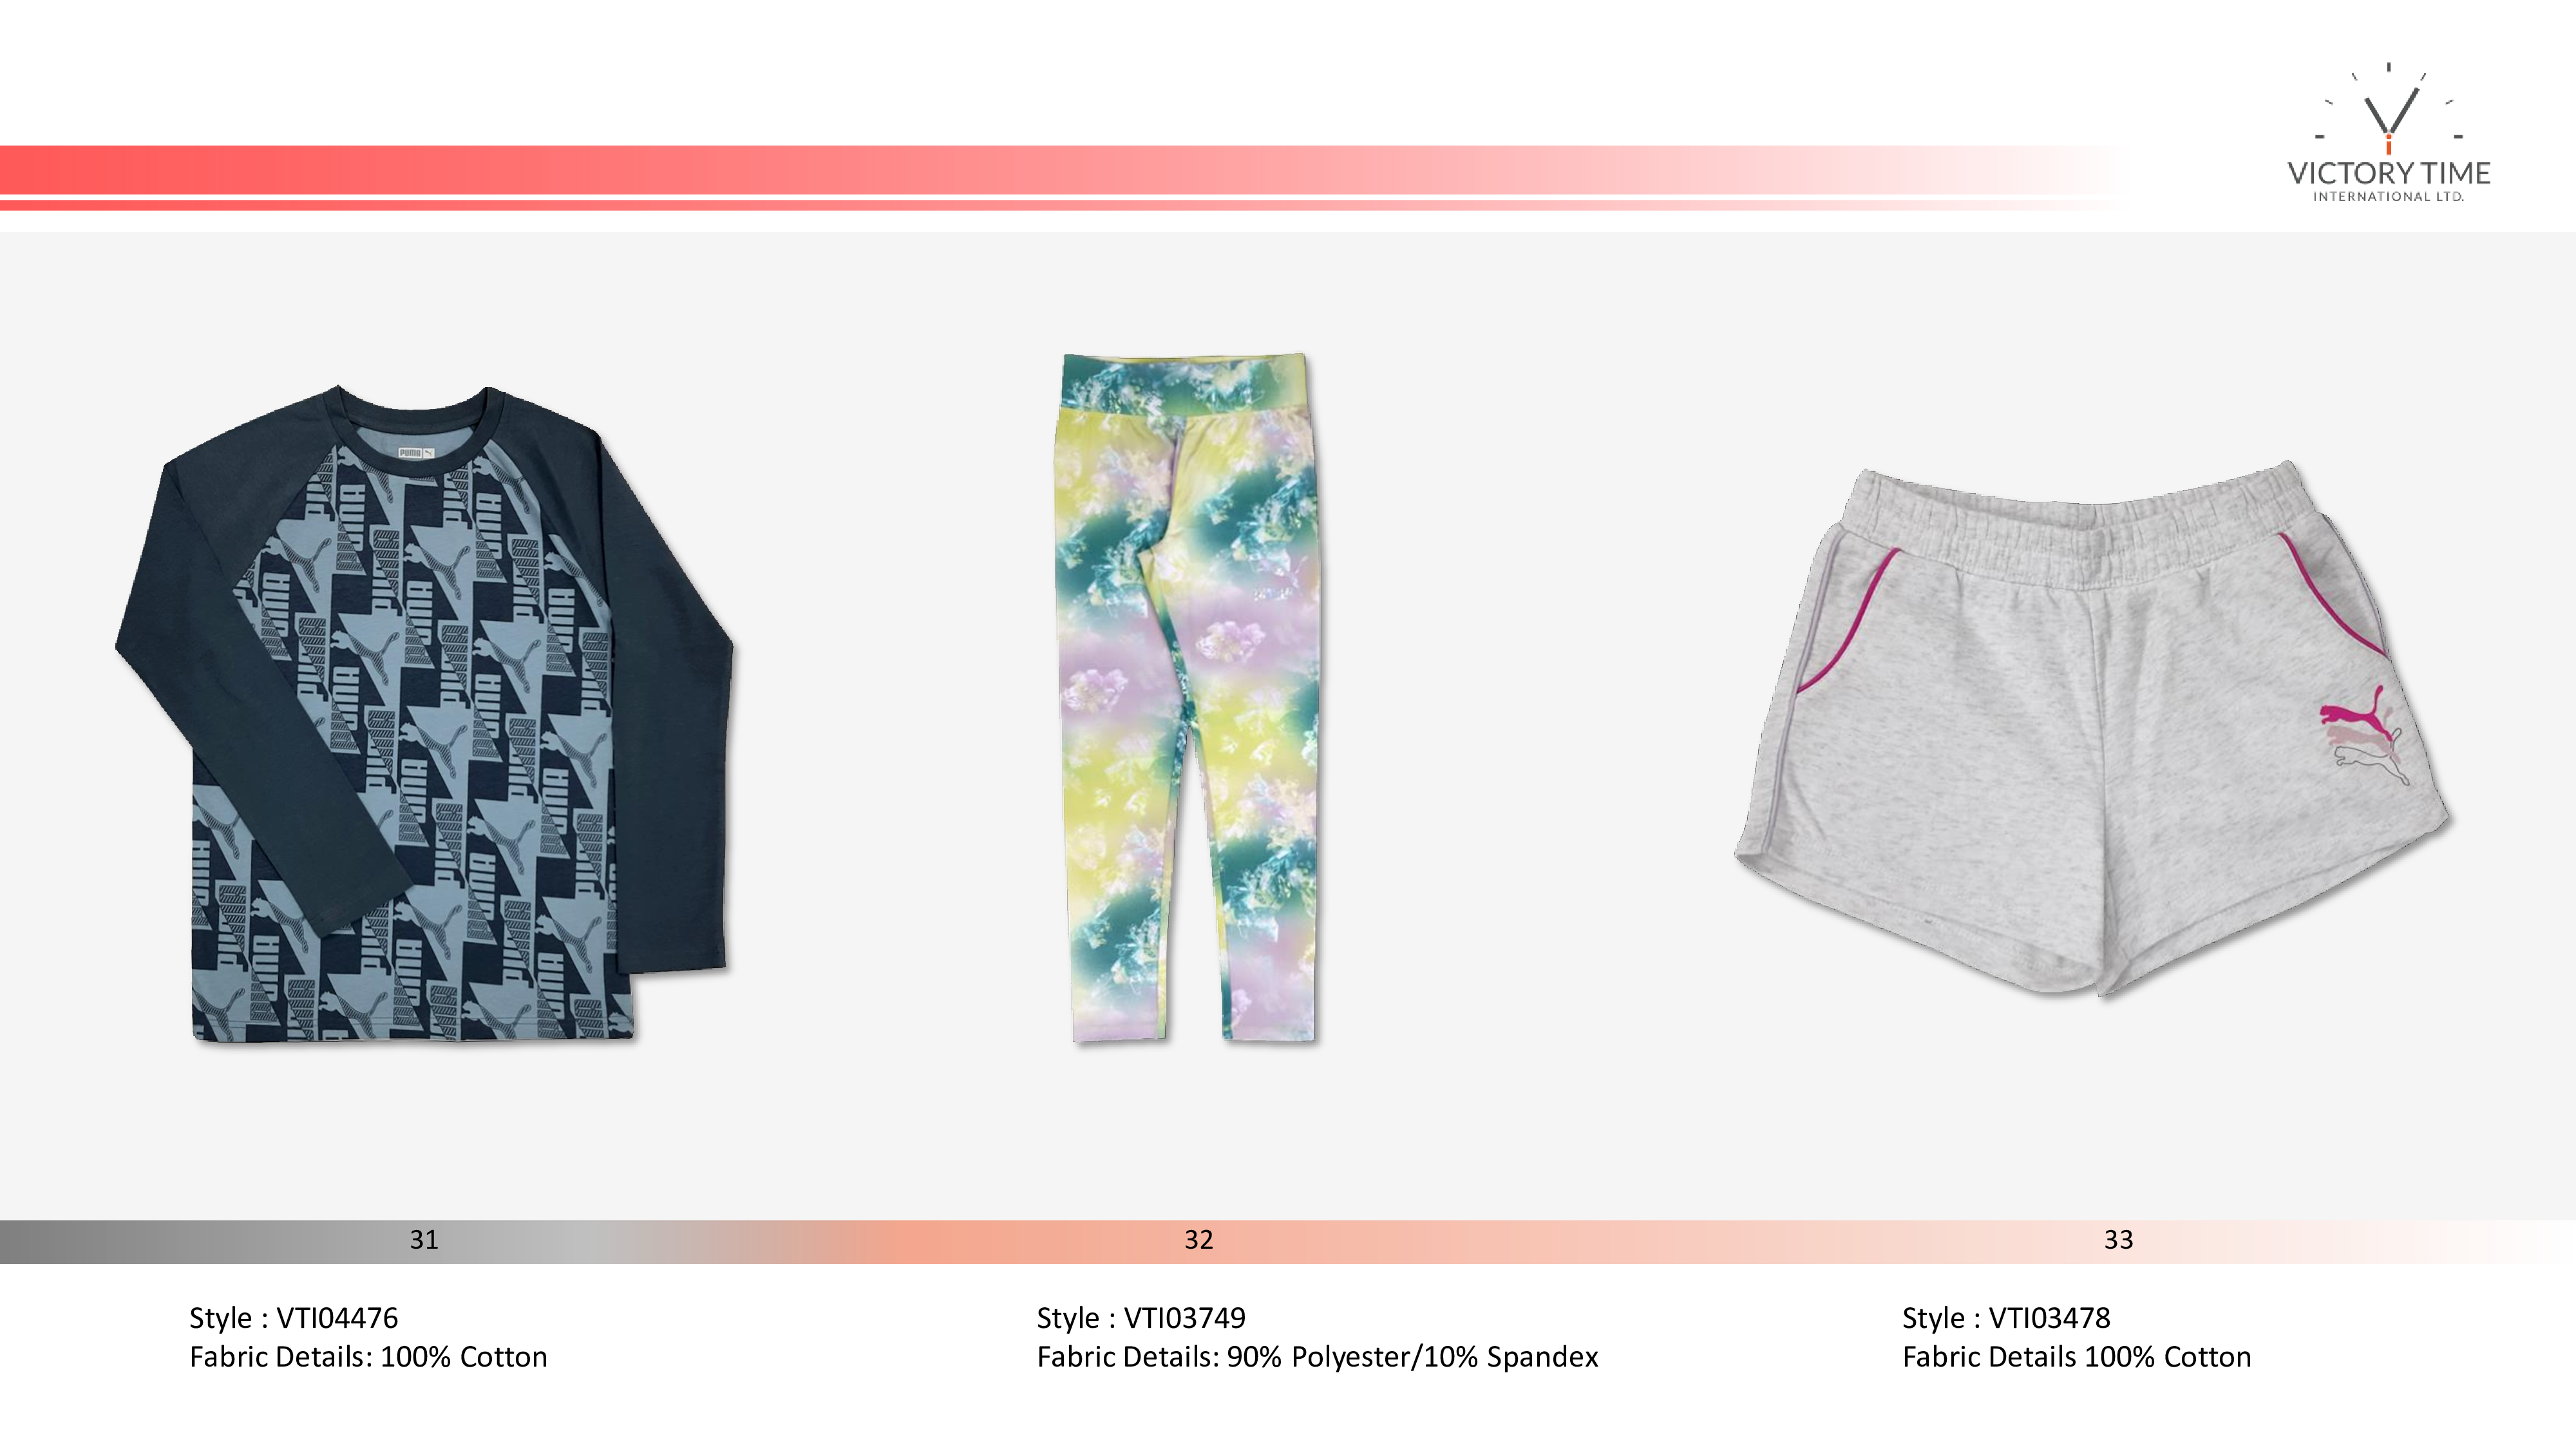 VICTORY TIME
INTERNATIONAL LTD.
PUMA
PUMA
31
32
33
Style : VTI04476
Fabric Details: 100% Cotton
Style : VTI03749
Fabric Details: 90% Polyester/10% Spandex
Style : VTI03478
Fabric Details 100% Cotton